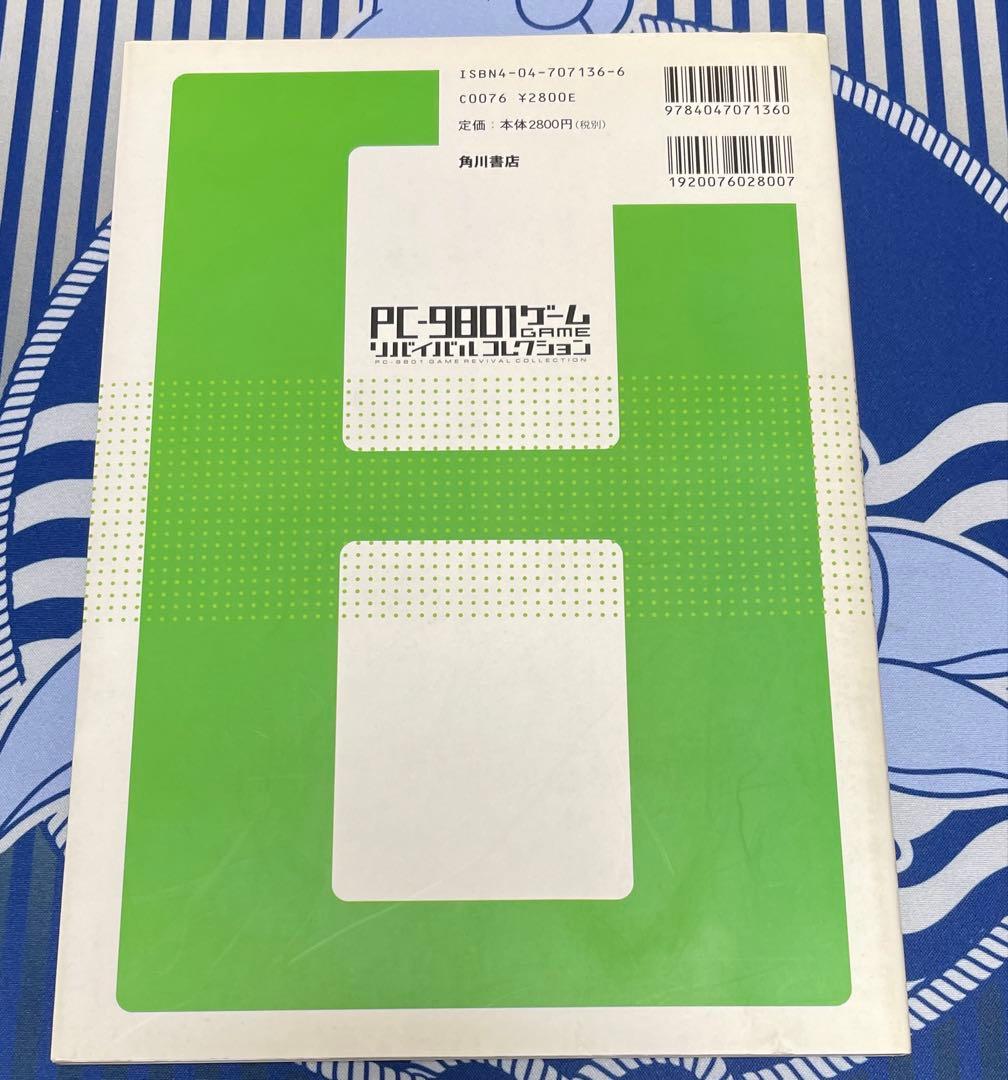 ISBN4-04-707136-6
C0076 ¥2800E
定価：本体2800円（税別）
角川書店
9784047071360
1920076028007
PC-9801ゲーム
GAME
リバイバルコレクション
PC-9801 GAME REVIVAL COLLECTION